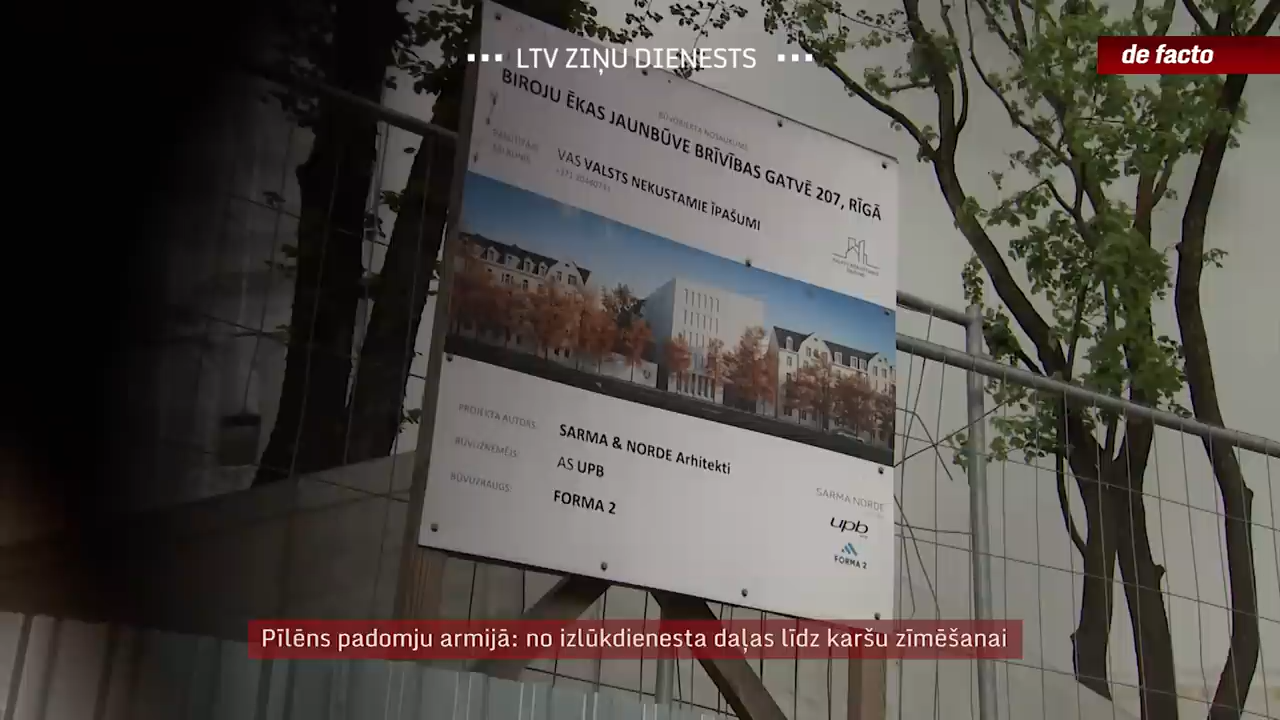 LTV ZIŅU DIENESTS
de facto
BŪVOBJEKTA NOSAUKUMS:
BIROJU ĒKAS JAUNBŪVE BRĪVĪBAS GATVĒ 207, RĪGĀ
VAS VALSTS NEKUSTAMIE ĪPAŠUMI
PROJEKTA AUTORS:
SARMA & NORDE Arhitekti
BŪVUZŅĒMĒJS:
AS UPB
BŪVUZRAUGS:
FORMA 2
SARMA NORDE
upb
FORMA 2
Pīlēns padomju armijā: no izlūkdienesta daļas līdz karšu zīmēšanai